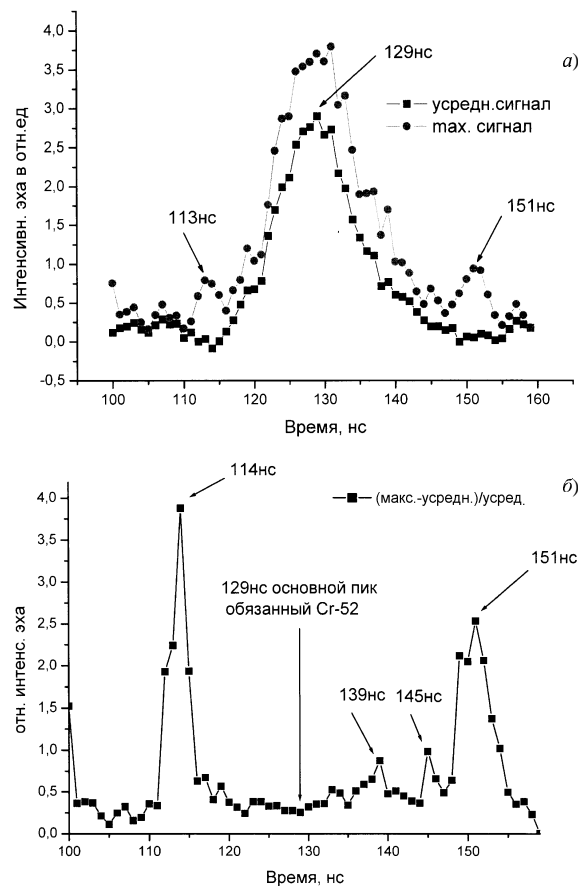 а)
4,0
3,5
3,0
2,5
2,0
1,5
1,0
0,5
0,0
-0,5
Интенсивн. эха в отн.ед
129нс
усредн.сигнал
max. сигнал
113нс
151нс
100 110 120 130 140 150 160
Время, нс
б)
4,0
3,5
3,0
2,5
2,0
1,5
1,0
0,5
0,0
отн. интенс. эха
114нс
(макс.-усредн.)/усред.
129нс основной пик
обязанный Cr-52
151нс
139нс
145нс
100 110 120 130 140 150
Время, нс